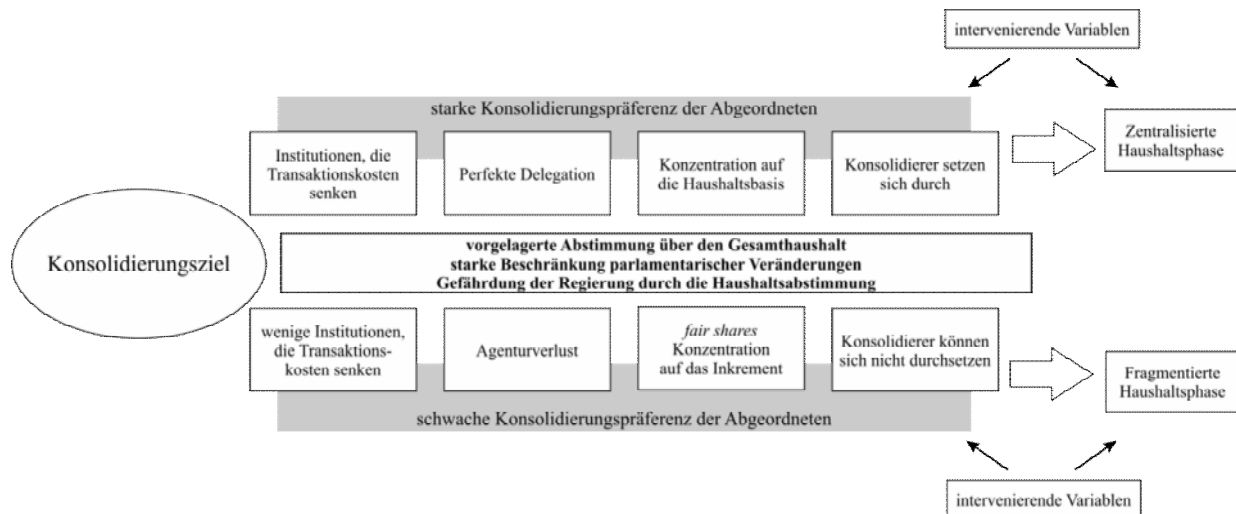 intervenierende Variablen
starke Konsolidierungspräferenz der Abgeordneten
Institutionen, die
Transaktionskosten
senken
Perfekte Delegation
Konzentration auf
die Haushaltsbasis
Konsolidierer setzen
sich durch
Zentralisierte
Haushaltsphase
Konsolidierungsziel
vorgelagerte Abstimmung über den Gesamthaushalt
starke Beschränkung parlamentarischer Veränderungen
Gefährdung der Regierung durch die Haushaltsabstimmung
wenige Institutionen,
die Transaktions-
kosten senken
Agenturverlust
fair shares
Konzentration
auf das Inkrement
Konsolidierer können
sich nicht durchsetzen
Fragmentierte
Haushaltsphase
schwache Konsolidierungspräferenz der Abgeordneten
intervenierende Variablen